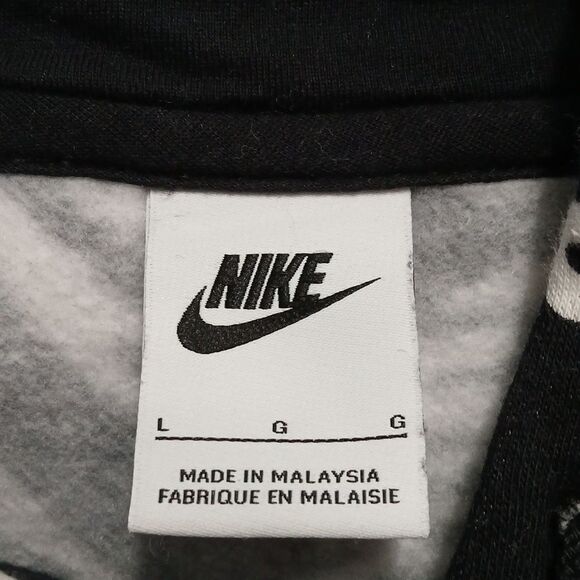 NIKE
L G G
MADE IN MALAYSIA
FABRIQUE EN MALAISIE